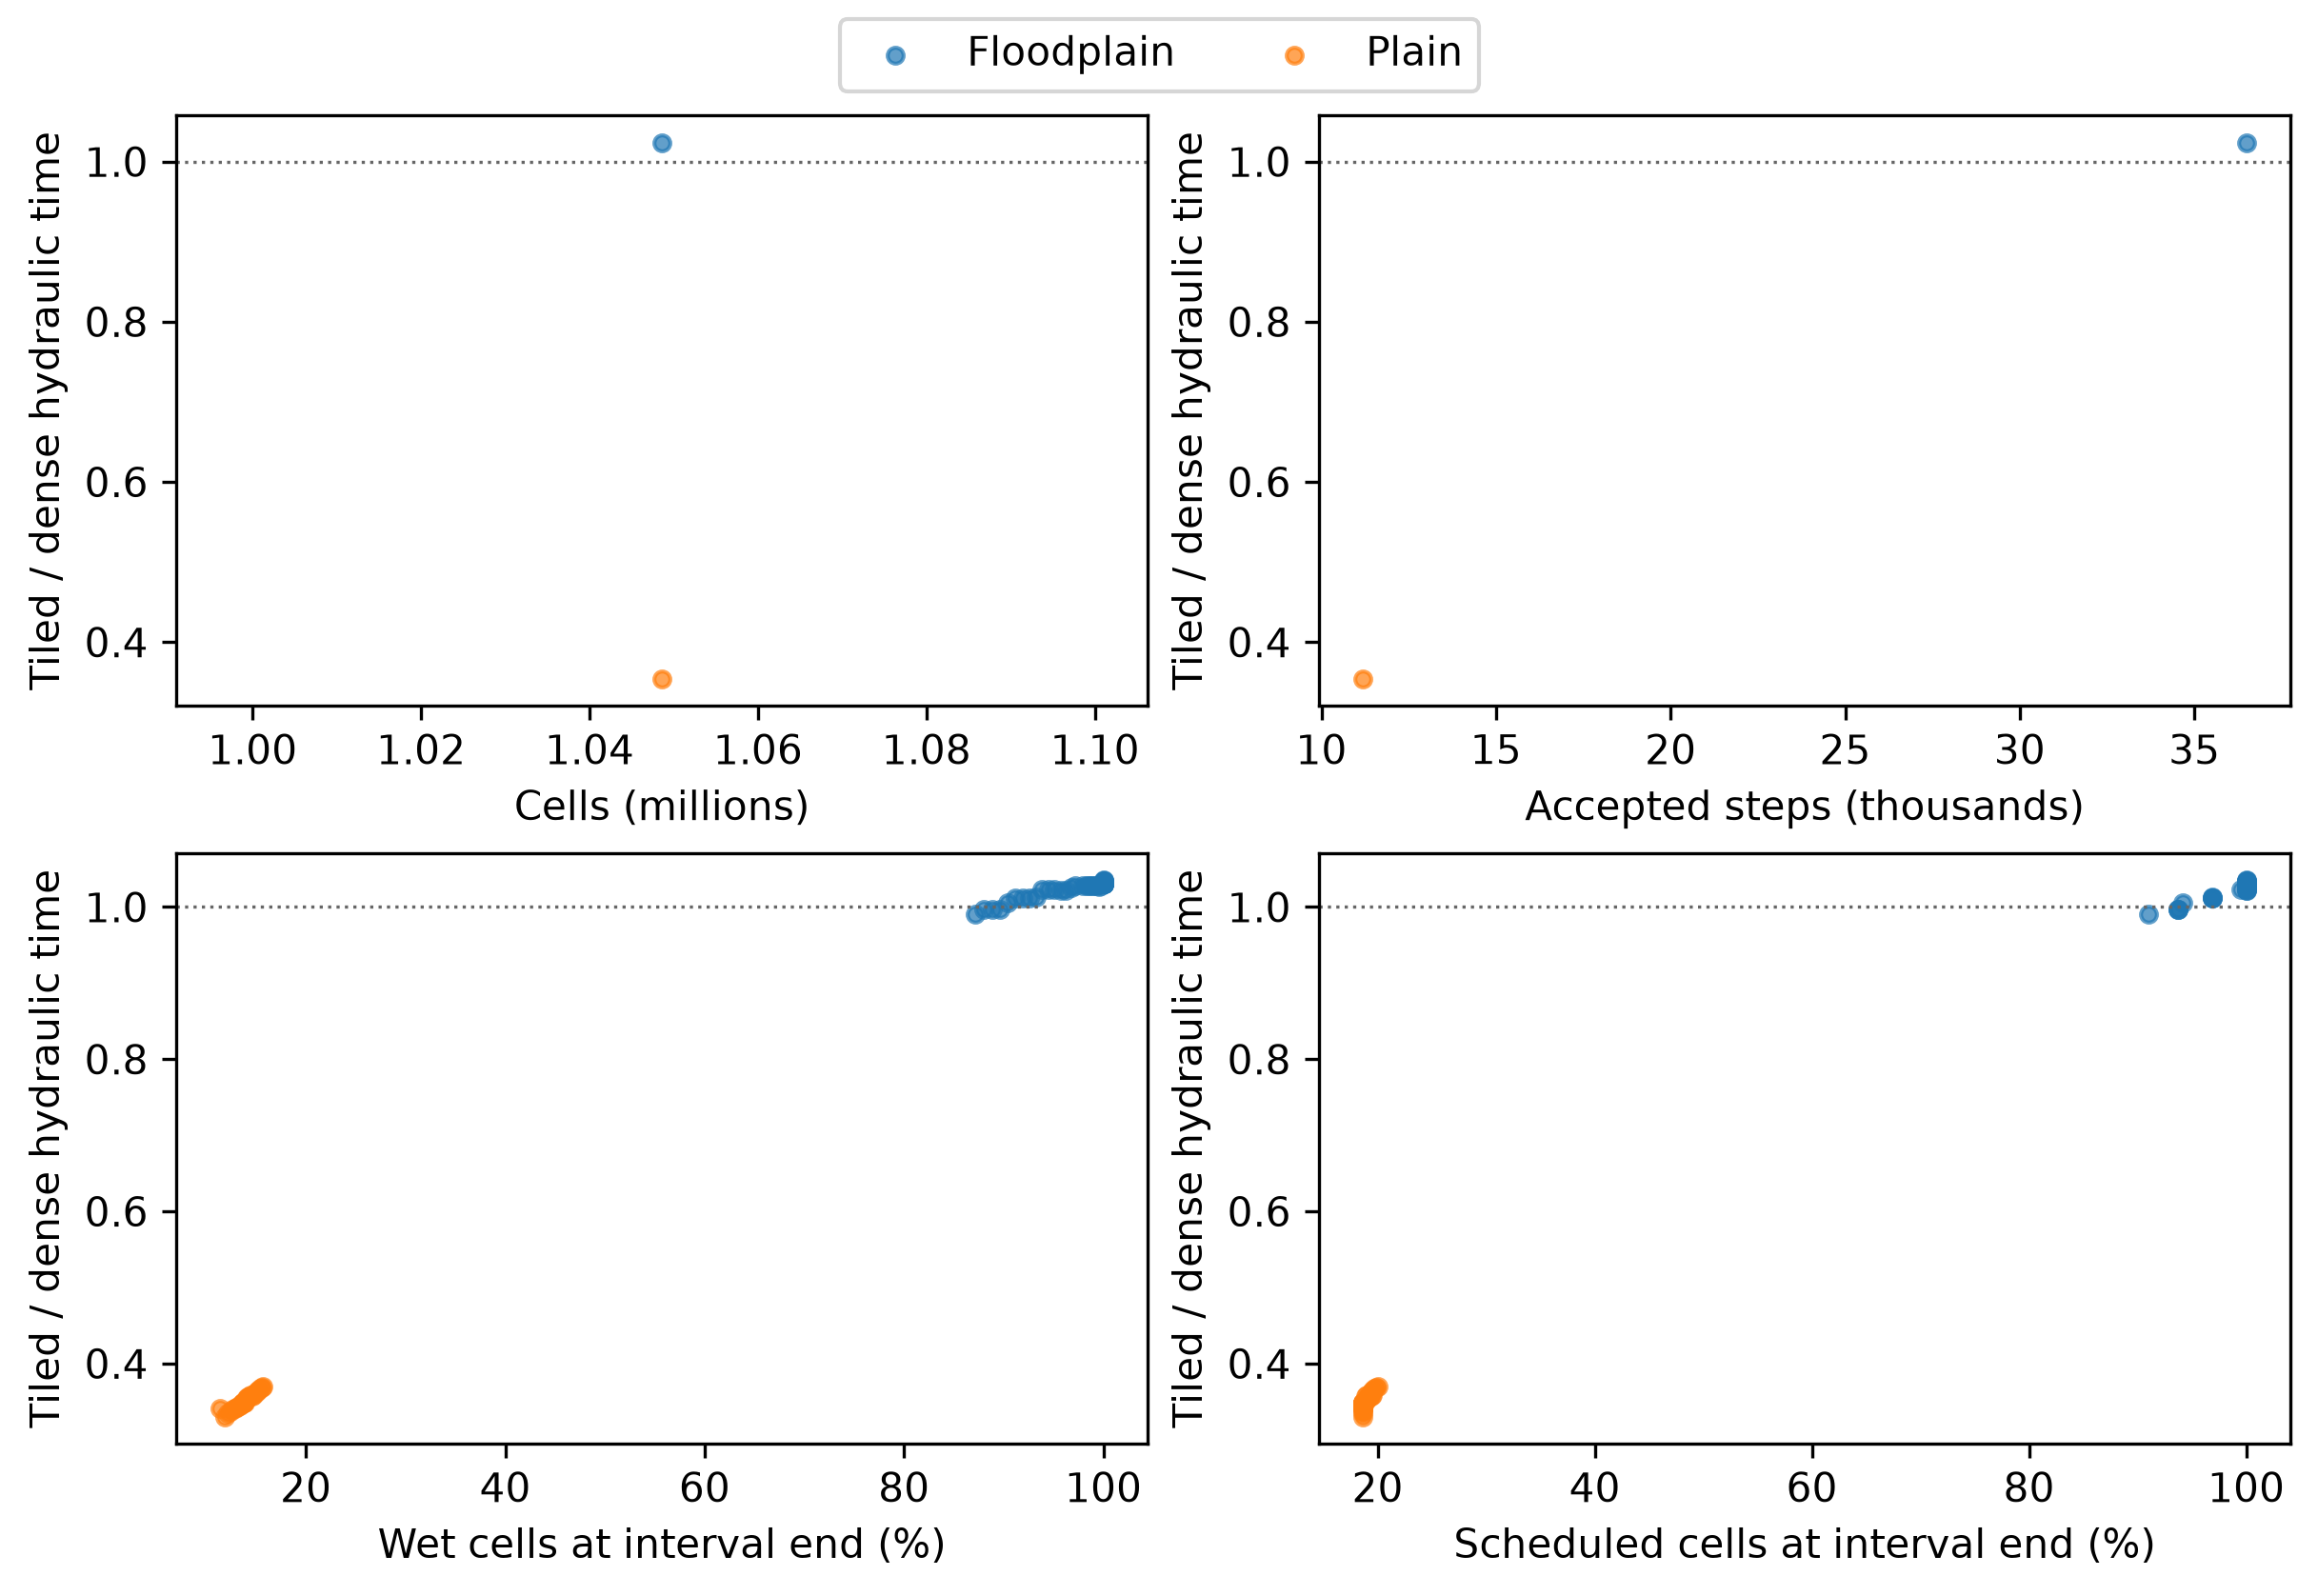 Floodplain Plain
Tiled / dense hydraulic time
1.0
0.8
0.6
0.4
1.00 1.02 1.04 1.06 1.08 1.10
Cells (millions)
Tiled / dense hydraulic time
1.0
0.8
0.6
0.4
10 15 20 25 30 35
Accepted steps (thousands)
Tiled / dense hydraulic time
1.0
0.8
0.6
0.4
20 40 60 80 100
Wet cells at interval end (%)
Tiled / dense hydraulic time
1.0
0.8
0.6
0.4
20 40 60 80 100
Scheduled cells at interval end (%)